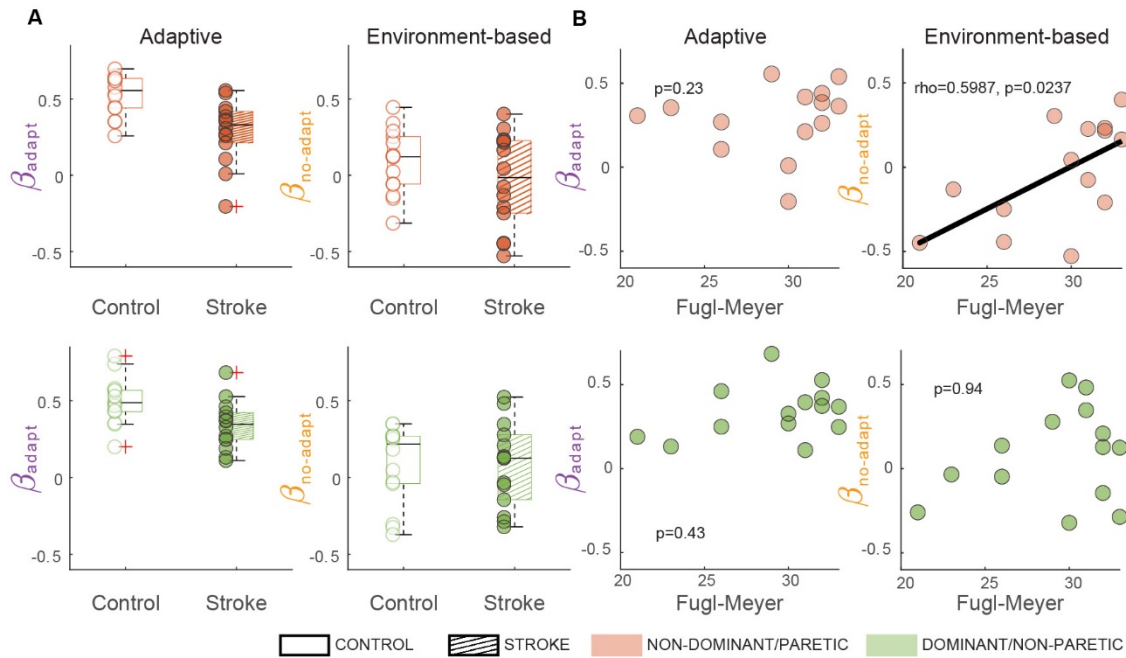 A
B
Adaptive
Environment-based
Adaptive
Environment-based
βadapt
0.5
0
-0.5
Control
Stroke
βno-adapt
0.5
0
-0.5
Control
Stroke
βadapt
0.5
0
-0.5
p=0.23
20 25 30
Fugl-Meyer
βno-adapt
0.5
0
-0.5
rho=0.5987, p=0.0237
20 25 30
Fugl-Meyer
βadapt
0.5
0
-0.5
Control
Stroke
βno-adapt
0.5
0
-0.5
Control
Stroke
βadapt
0.5
0
-0.5
p=0.43
20 25 30
Fugl-Meyer
βno-adapt
0.5
0
-0.5
p=0.94
20 25 30
Fugl-Meyer
CONTROL
STROKE
NON-DOMINANT/PARETIC
DOMINANT/NON-PARETIC